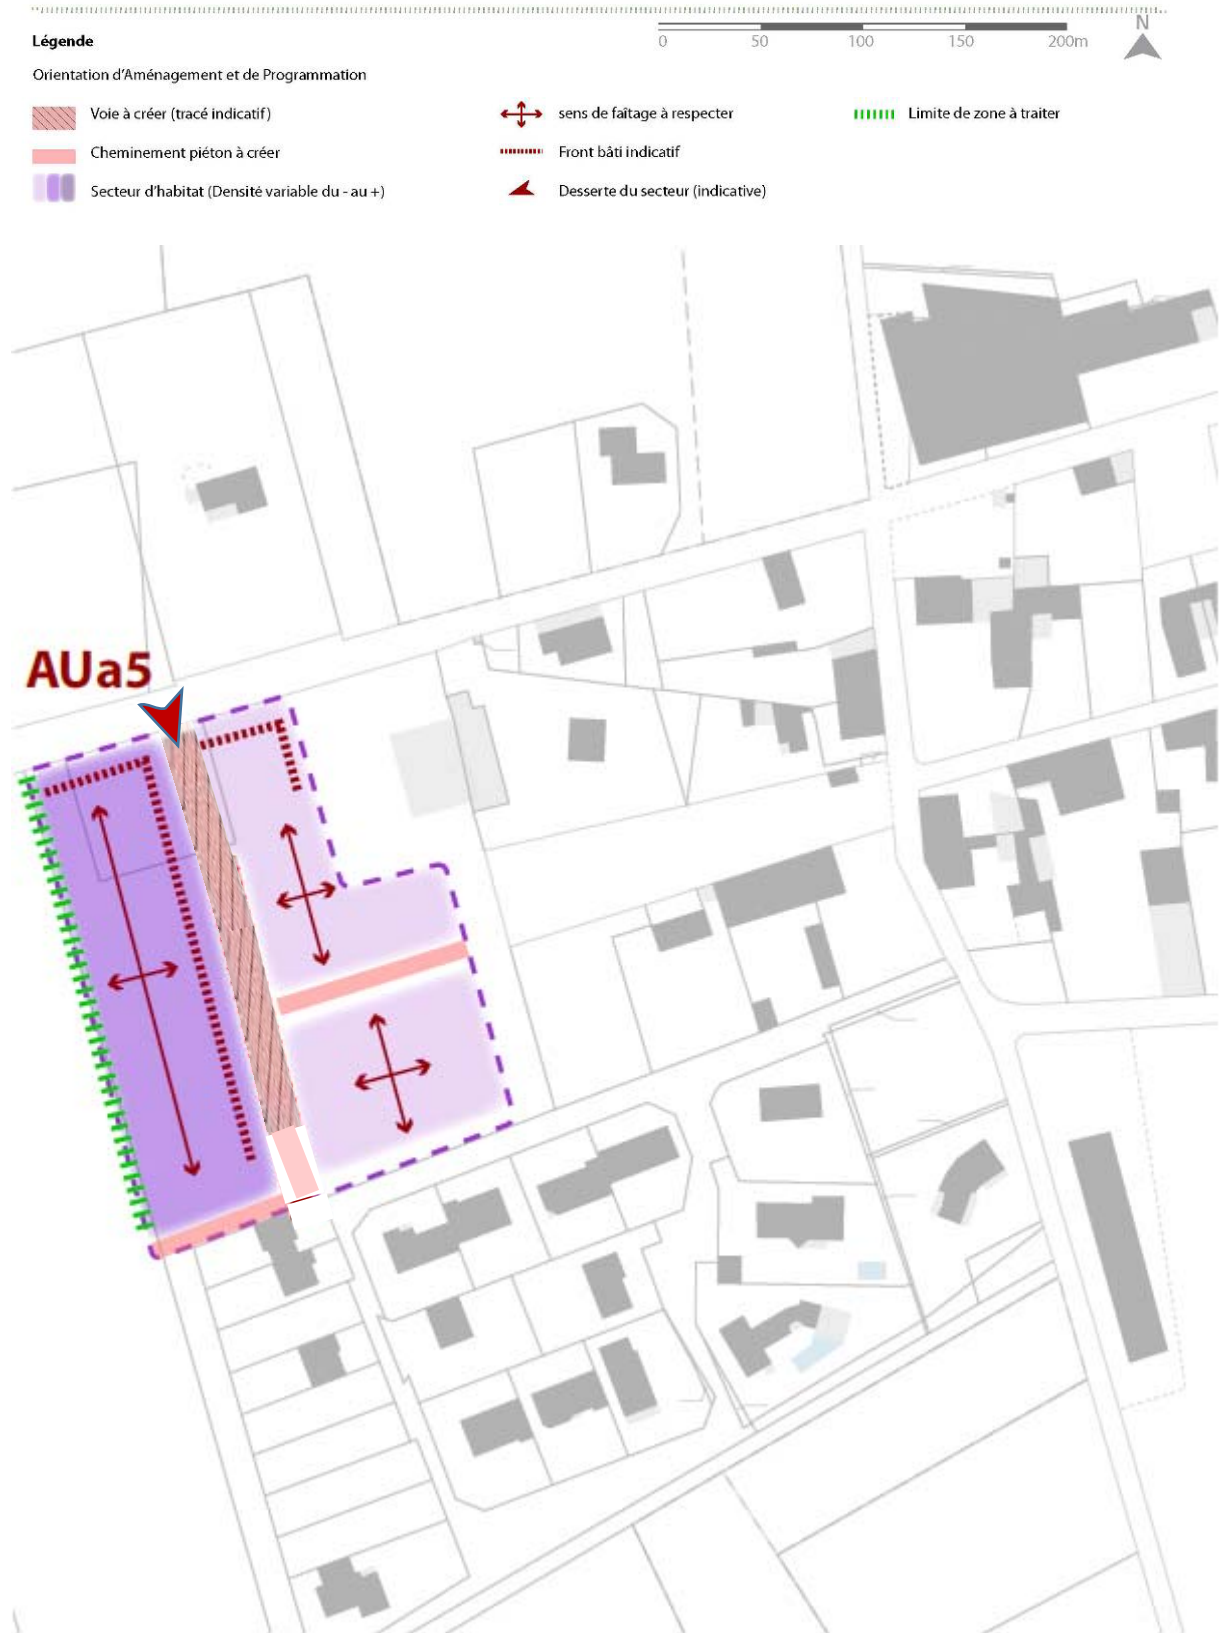 N
Légende
0 50 100 150 200m
Orientation d'Aménagement et de Programmation
Voie à créer (tracé indicatif)
sens de faîtage à respecter
Limite de zone à traiter
Cheminement piéton à créer
Front bâti indicatif
Secteur d'habitat (Densité variable du - au +)
Desserte du secteur (indicative)
AUa5